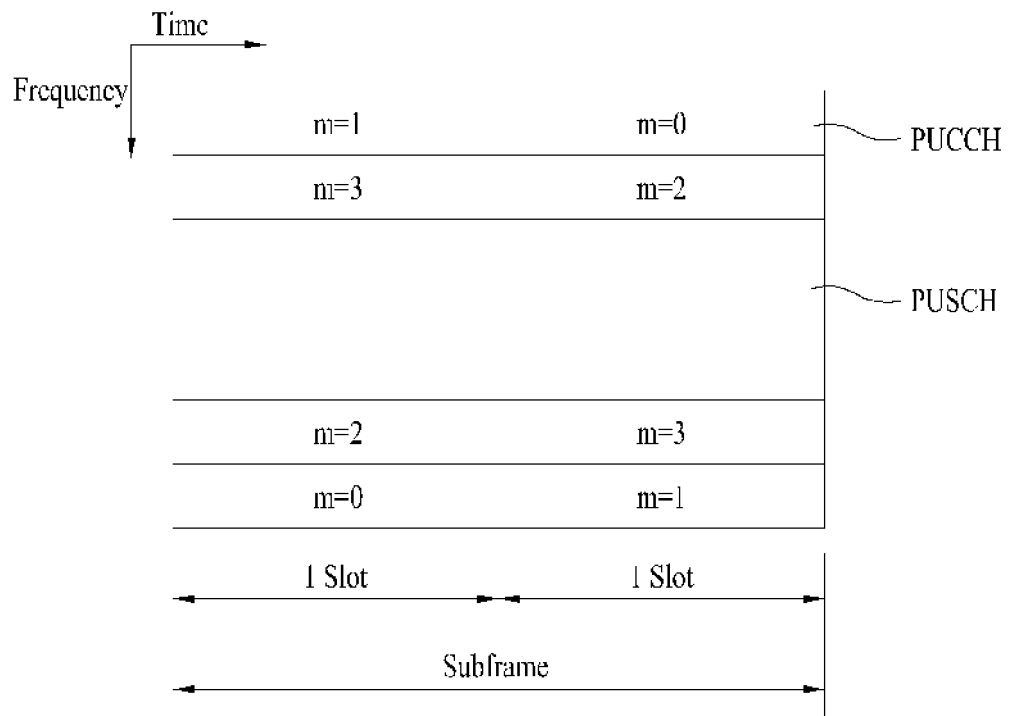 Time
Frequency
m=1 m=0
PUCCH
m=3 m=2
PUSCH
m=2 m=3
m=0 m=1
1 Slot 1 Slot
Subframe